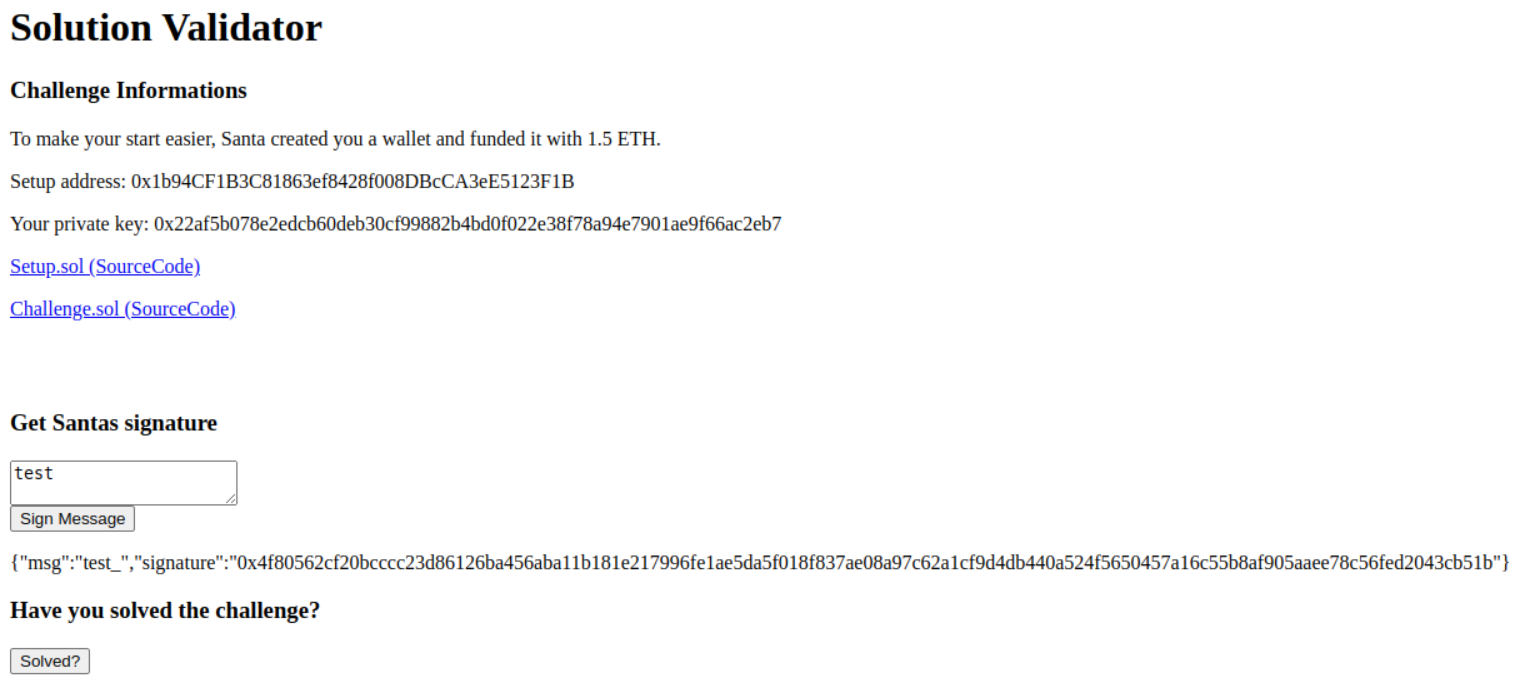 Solution Validator
Challenge Informations
To make your start easier, Santa created you a wallet and funded it with 1.5 ETH.
Setup address: 0x1b94CF1B3C81863ef8428f008DBcCA3eE5123F1B
Your private key: 0x22af5b078e2edcb60deb30cf99882b4bd0f022e38f78a94e7901ae9f66ac2eb7
Setup.sol (SourceCode)
Challenge.sol (SourceCode)
Get Santas signature
test
Sign Message
{"msg":"test_","signature":"0x4f80562cf20bcccc23d86126ba456aba11b181e217996fe1ae5da5f018f837ae08a97c62a1cf9d4db440a524f5650457a16c55b8af905aaee78c56fed2043cb51b"}
Have you solved the challenge?
Solved?